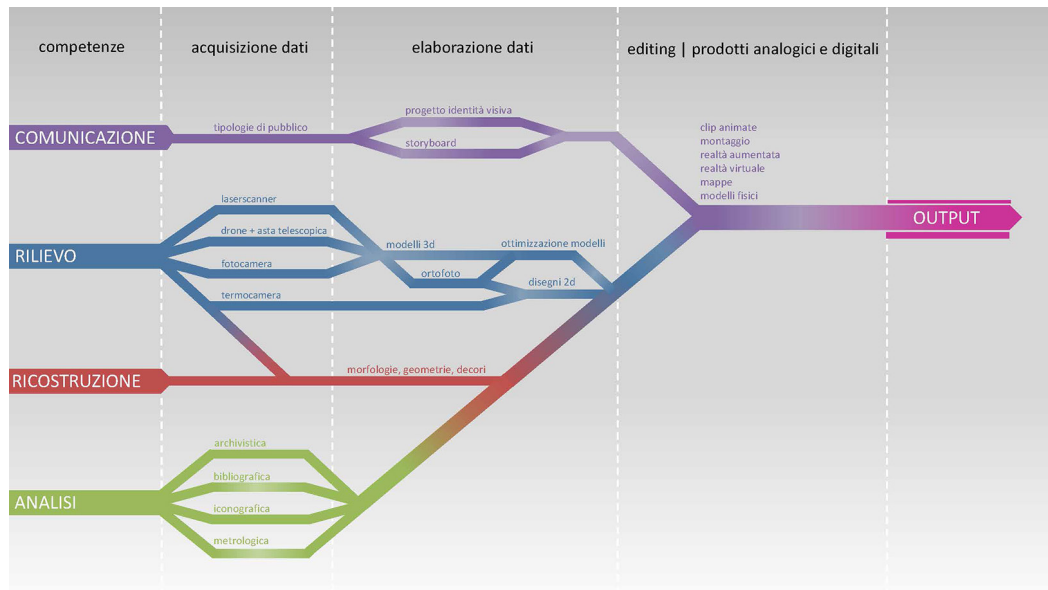 competenze
acquisizione dati
elaborazione dati
editing | prodotti analogici e digitali
COMUNICAZIONE
tipologie di pubblico
progetto identità visiva
storyboard
clip animate
montaggio
realtà aumentata
realtà virtuale
mappe
modelli fisici
OUTPUT
RILIEVO
laserscanner
drone + asta telescopica
fotocamera
termocamera
modelli 3d
ortofoto
ottimizzazione modelli
disegni 2d
RICOSTRUZIONE
morfologie, geometrie, decori
ANALISI
archivistica
bibliografica
iconografica
metrologica